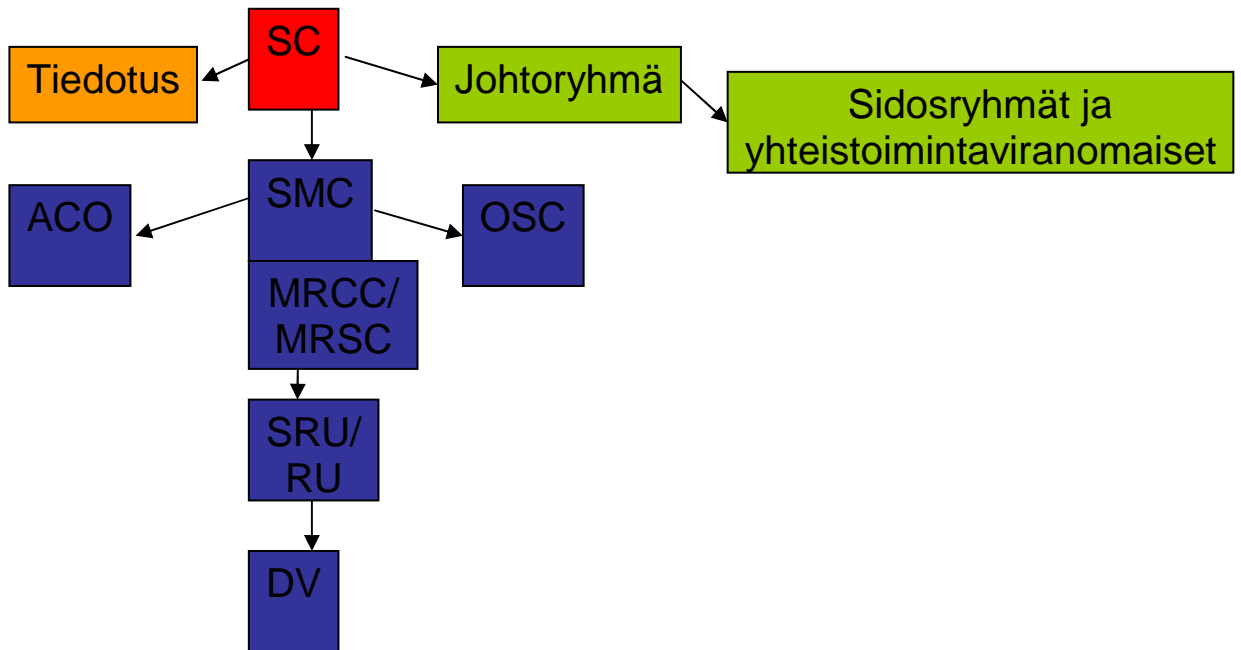 SC
Tiedotus
Johtoryhmä
Sidosryhmät ja
yhteistoimintaviranomaiset
SMC
ACO
OSC
MRCC/
MRSC
SRU/
RU
DV